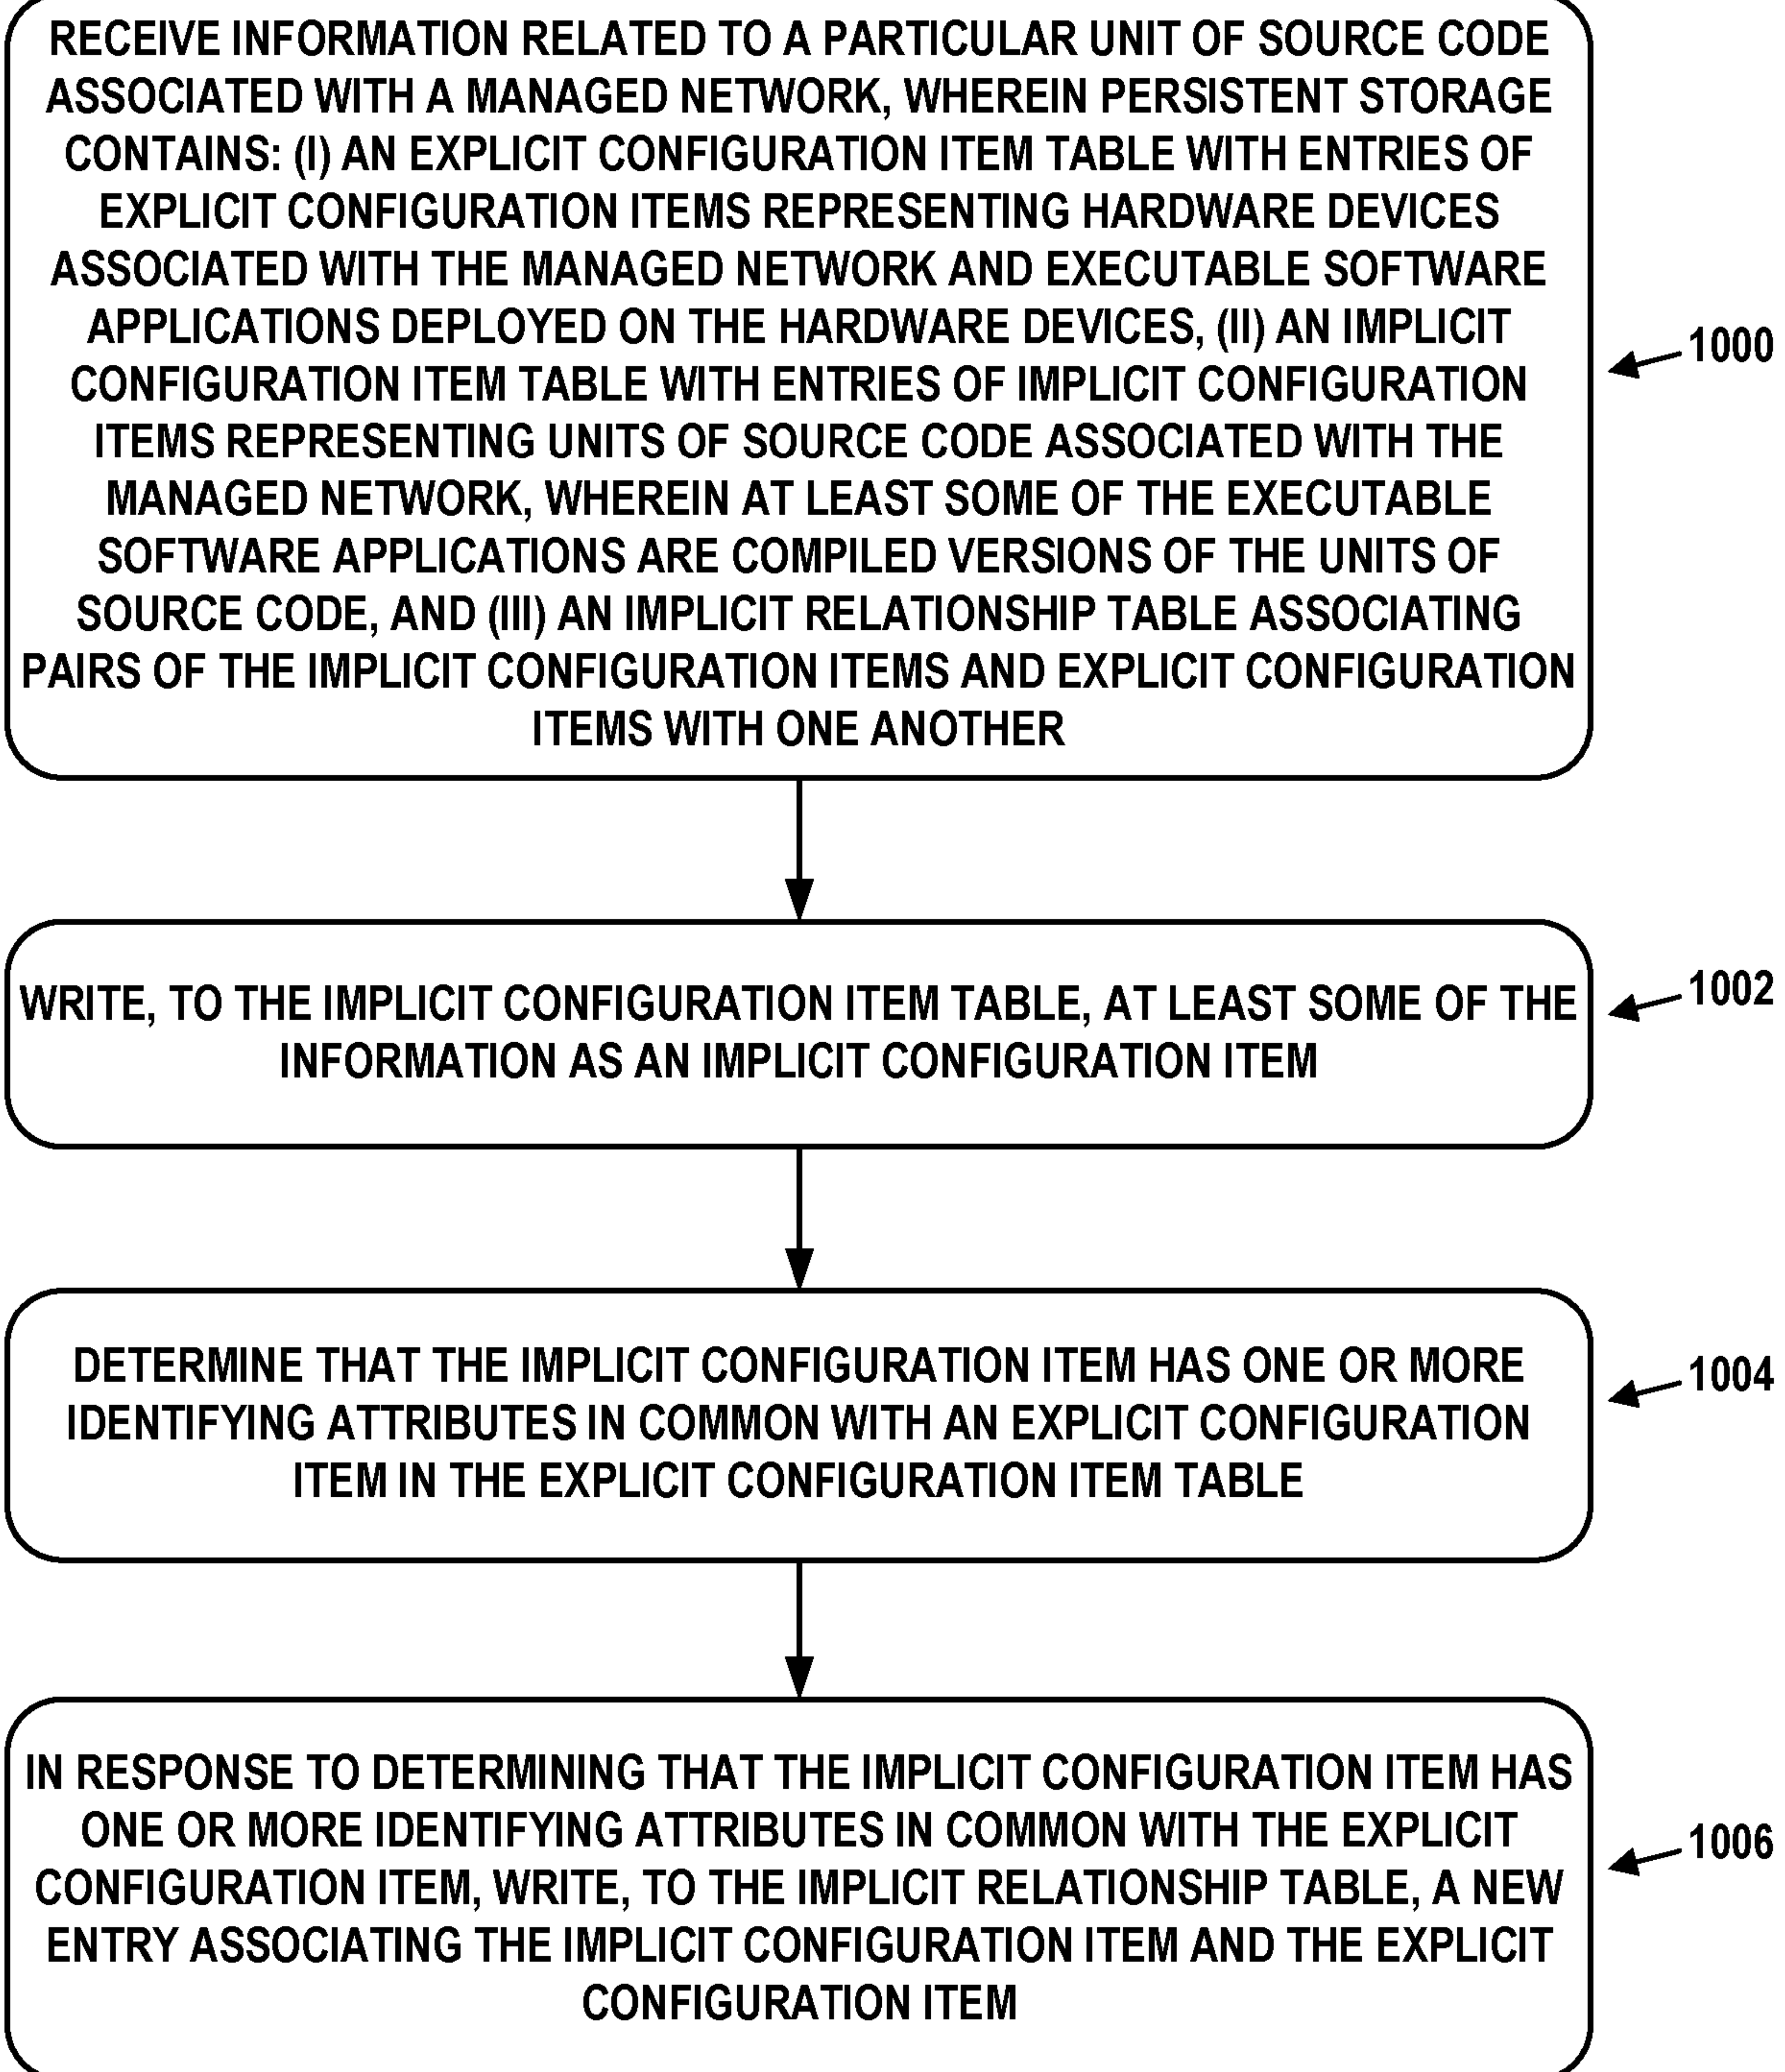 RECEIVE INFORMATION RELATED TO A PARTICULAR UNIT OF SOURCE CODE
ASSOCIATED WITH A MANAGED NETWORK, WHEREIN PERSISTENT STORAGE
CONTAINS: (I) AN EXPLICIT CONFIGURATION ITEM TABLE WITH ENTRIES OF
EXPLICIT CONFIGURATION ITEMS REPRESENTING HARDWARE DEVICES
ASSOCIATED WITH THE MANAGED NETWORK AND EXECUTABLE SOFTWARE
APPLICATIONS DEPLOYED ON THE HARDWARE DEVICES, (II) AN IMPLICIT
CONFIGURATION ITEM TABLE WITH ENTRIES OF IMPLICIT CONFIGURATION
ITEMS REPRESENTING UNITS OF SOURCE CODE ASSOCIATED WITH THE
MANAGED NETWORK, WHEREIN AT LEAST SOME OF THE EXECUTABLE
SOFTWARE APPLICATIONS ARE COMPILED VERSIONS OF THE UNITS OF
SOURCE CODE, AND (III) AN IMPLICIT RELATIONSHIP TABLE ASSOCIATING
PAIRS OF THE IMPLICIT CONFIGURATION ITEMS AND EXPLICIT CONFIGURATION
ITEMS WITH ONE ANOTHER
1000
WRITE, TO THE IMPLICIT CONFIGURATION ITEM TABLE, AT LEAST SOME OF THE
INFORMATION AS AN IMPLICIT CONFIGURATION ITEM
1002
DETERMINE THAT THE IMPLICIT CONFIGURATION ITEM HAS ONE OR MORE
IDENTIFYING ATTRIBUTES IN COMMON WITH AN EXPLICIT CONFIGURATION
ITEM IN THE EXPLICIT CONFIGURATION ITEM TABLE
1004
IN RESPONSE TO DETERMINING THAT THE IMPLICIT CONFIGURATION ITEM HAS
ONE OR MORE IDENTIFYING ATTRIBUTES IN COMMON WITH THE EXPLICIT
CONFIGURATION ITEM, WRITE, TO THE IMPLICIT RELATIONSHIP TABLE, A NEW
ENTRY ASSOCIATING THE IMPLICIT CONFIGURATION ITEM AND THE EXPLICIT
CONFIGURATION ITEM
1006